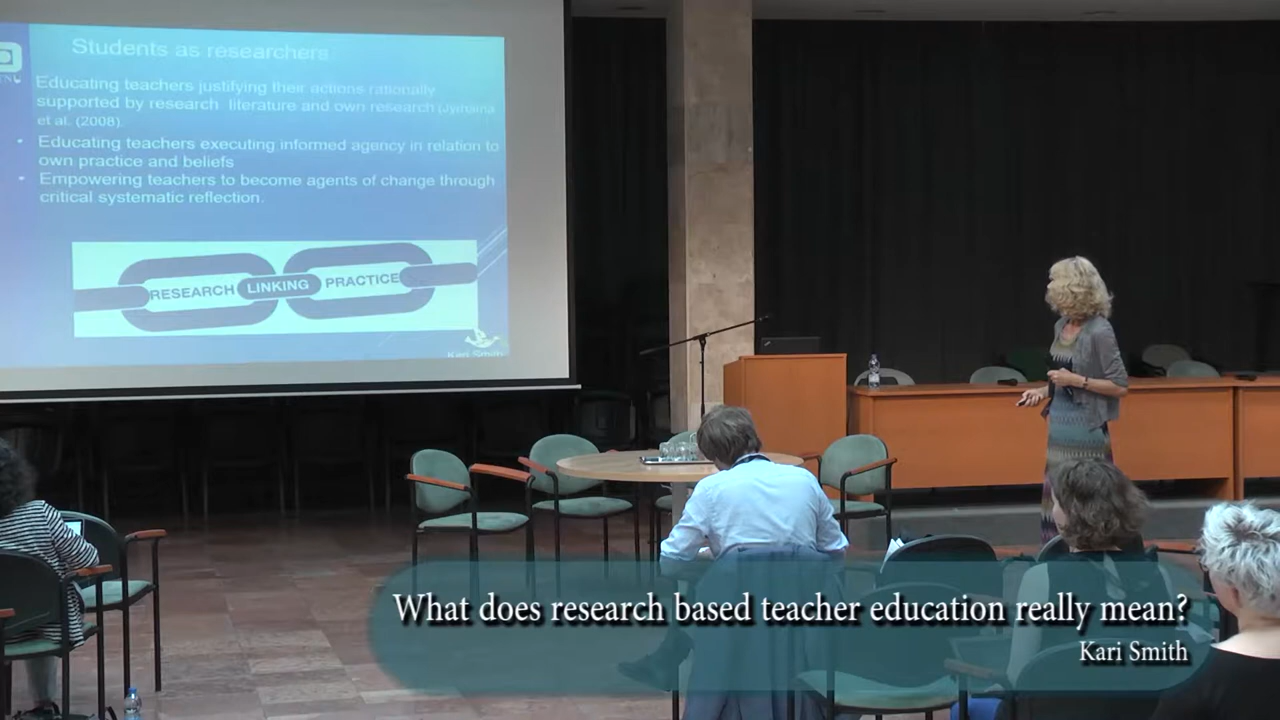 Students as researchers
Educating teachers justifying their actions rationally
supported by research literature and own research
et al. (2008).
• Educating teachers executing informed agency in relation to
own practice and beliefs
• Empowering teachers to become agents of change through
critical systematic reflection.
RESEARCH LINKING PRACTICE
Kari Smith
What does research based teacher education really mean?
Kari Smith